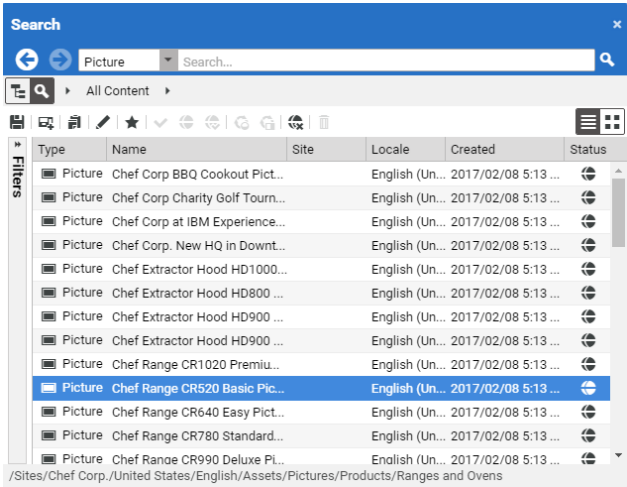 Search ×
Picture Search...
All Content
Type Name Site Locale Created Status
Filters
Picture Chef Corp BBQ Cookout Pict... English (Un... 2017/02/08 5:13 ...
Picture Chef Corp Charity Golf Tourn... English (Un... 2017/02/08 5:13 ...
Picture Chef Corp at IBM Experience... English (Un... 2017/02/08 5:13 ...
Picture Chef Corp. New HQ in Downt... English (Un... 2017/02/08 5:13 ...
Picture Chef Extractor Hood HD1000... English (Un... 2017/02/08 5:13 ...
Picture Chef Extractor Hood HD800 ... English (Un... 2017/02/08 5:13 ...
Picture Chef Extractor Hood HD900 ... English (Un... 2017/02/08 5:13 ...
Picture Chef Extractor Hood HD900 ... English (Un... 2017/02/08 5:13 ...
Picture Chef Range CR1020 Premiu... English (Un... 2017/02/08 5:13 ...
Picture Chef Range CR520 Basic Pic... English (Un... 2017/02/08 5:13 ...
Picture Chef Range CR640 Easy Pict... English (Un... 2017/02/08 5:13 ...
Picture Chef Range CR780 Standard... English (Un... 2017/02/08 5:13 ...
Picture Chef Range CR990 Deluxe Pi... English (Un... 2017/02/08 5:13 ...
/Sites/Chef Corp./United States/English/Assets/Pictures/Products/Ranges and Ovens